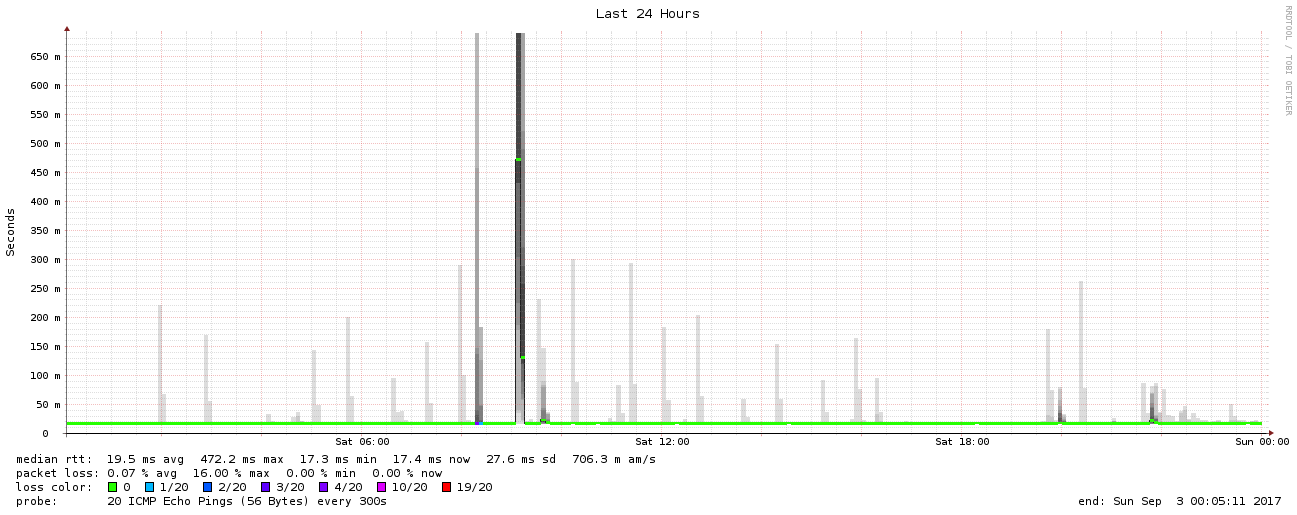 Last 24 Hours
RRDTOOL / TOBI OETIKER
Seconds
650 m
600 m
550 m
500 m
450 m
400 m
350 m
300 m
250 m
200 m
150 m
100 m
50 m
0
Sat 06:00 Sat 12:00 Sat 18:00 Sun 00:00
median rtt: 19.5 ms avg 472.2 ms max 17.3 ms min 17.4 ms now 27.6 ms sd 706.3 m am/s
packet loss: 0.07 % avg 16.00 % max 0.00 % min 0.00 % now
loss color: 0 1/20 2/20 3/20 4/20 10/20 19/20
probe: 20 ICMP Echo Pings (56 Bytes) every 300s end: Sun Sep 3 00:05:11 2017